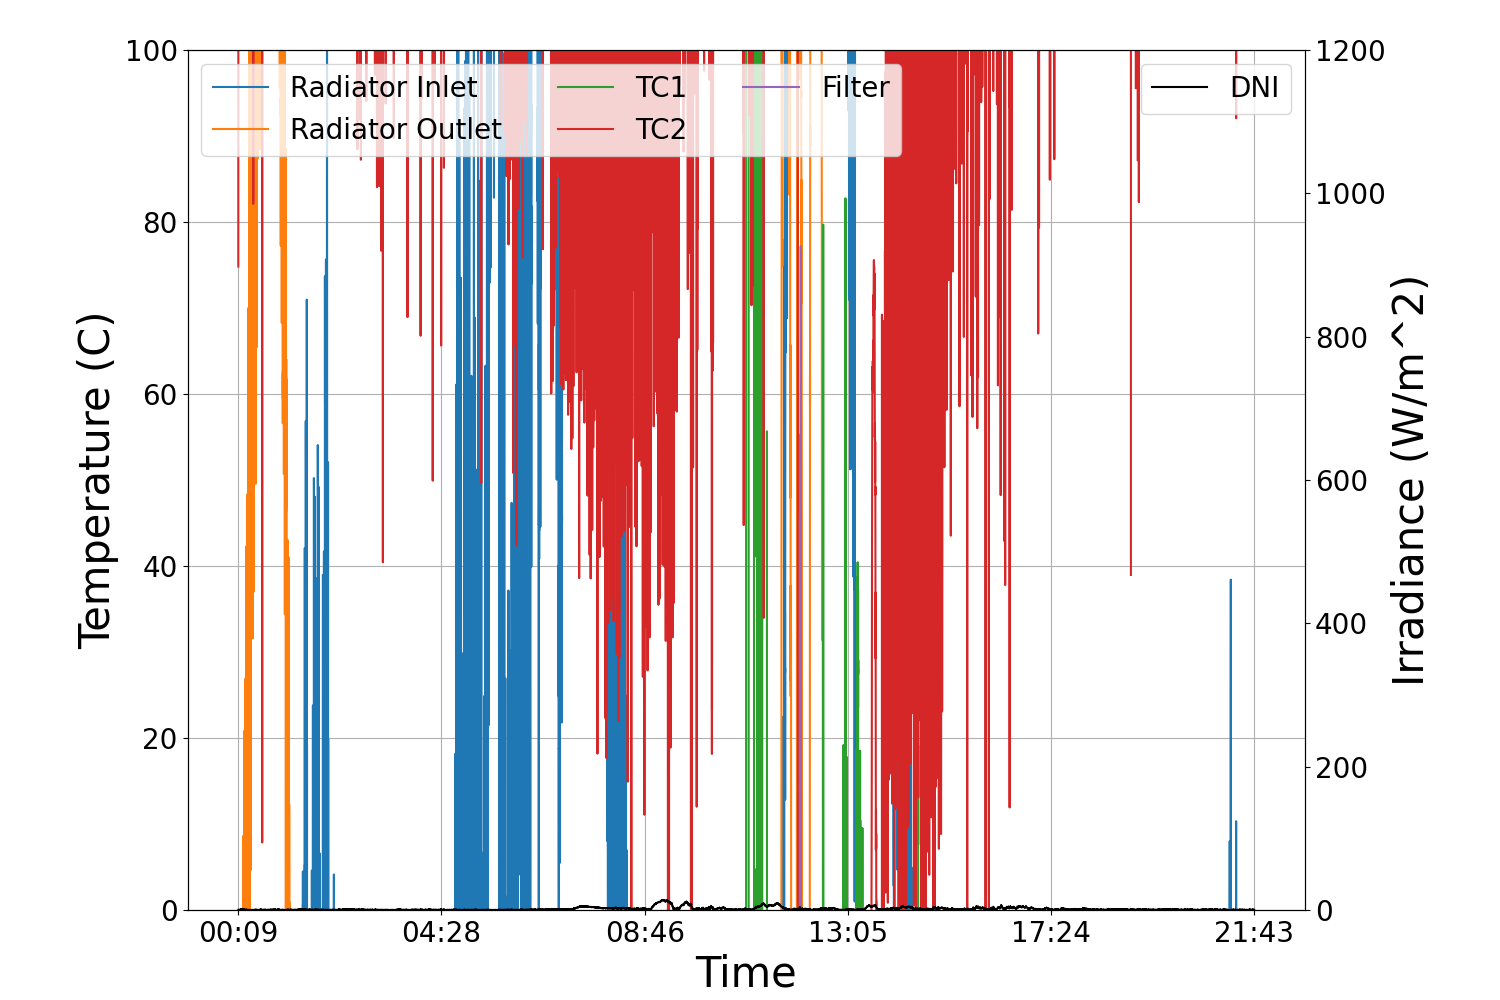 100
80
60
40
20
0
Temperature (C)
Radiator Inlet
Radiator Outlet
TC1
TC2
Filter
DNI
1200
1000
800
600
400
200
0
Irradiance (W/m^2)
00:09 04:28 08:46 13:05 17:24 21:43
Time